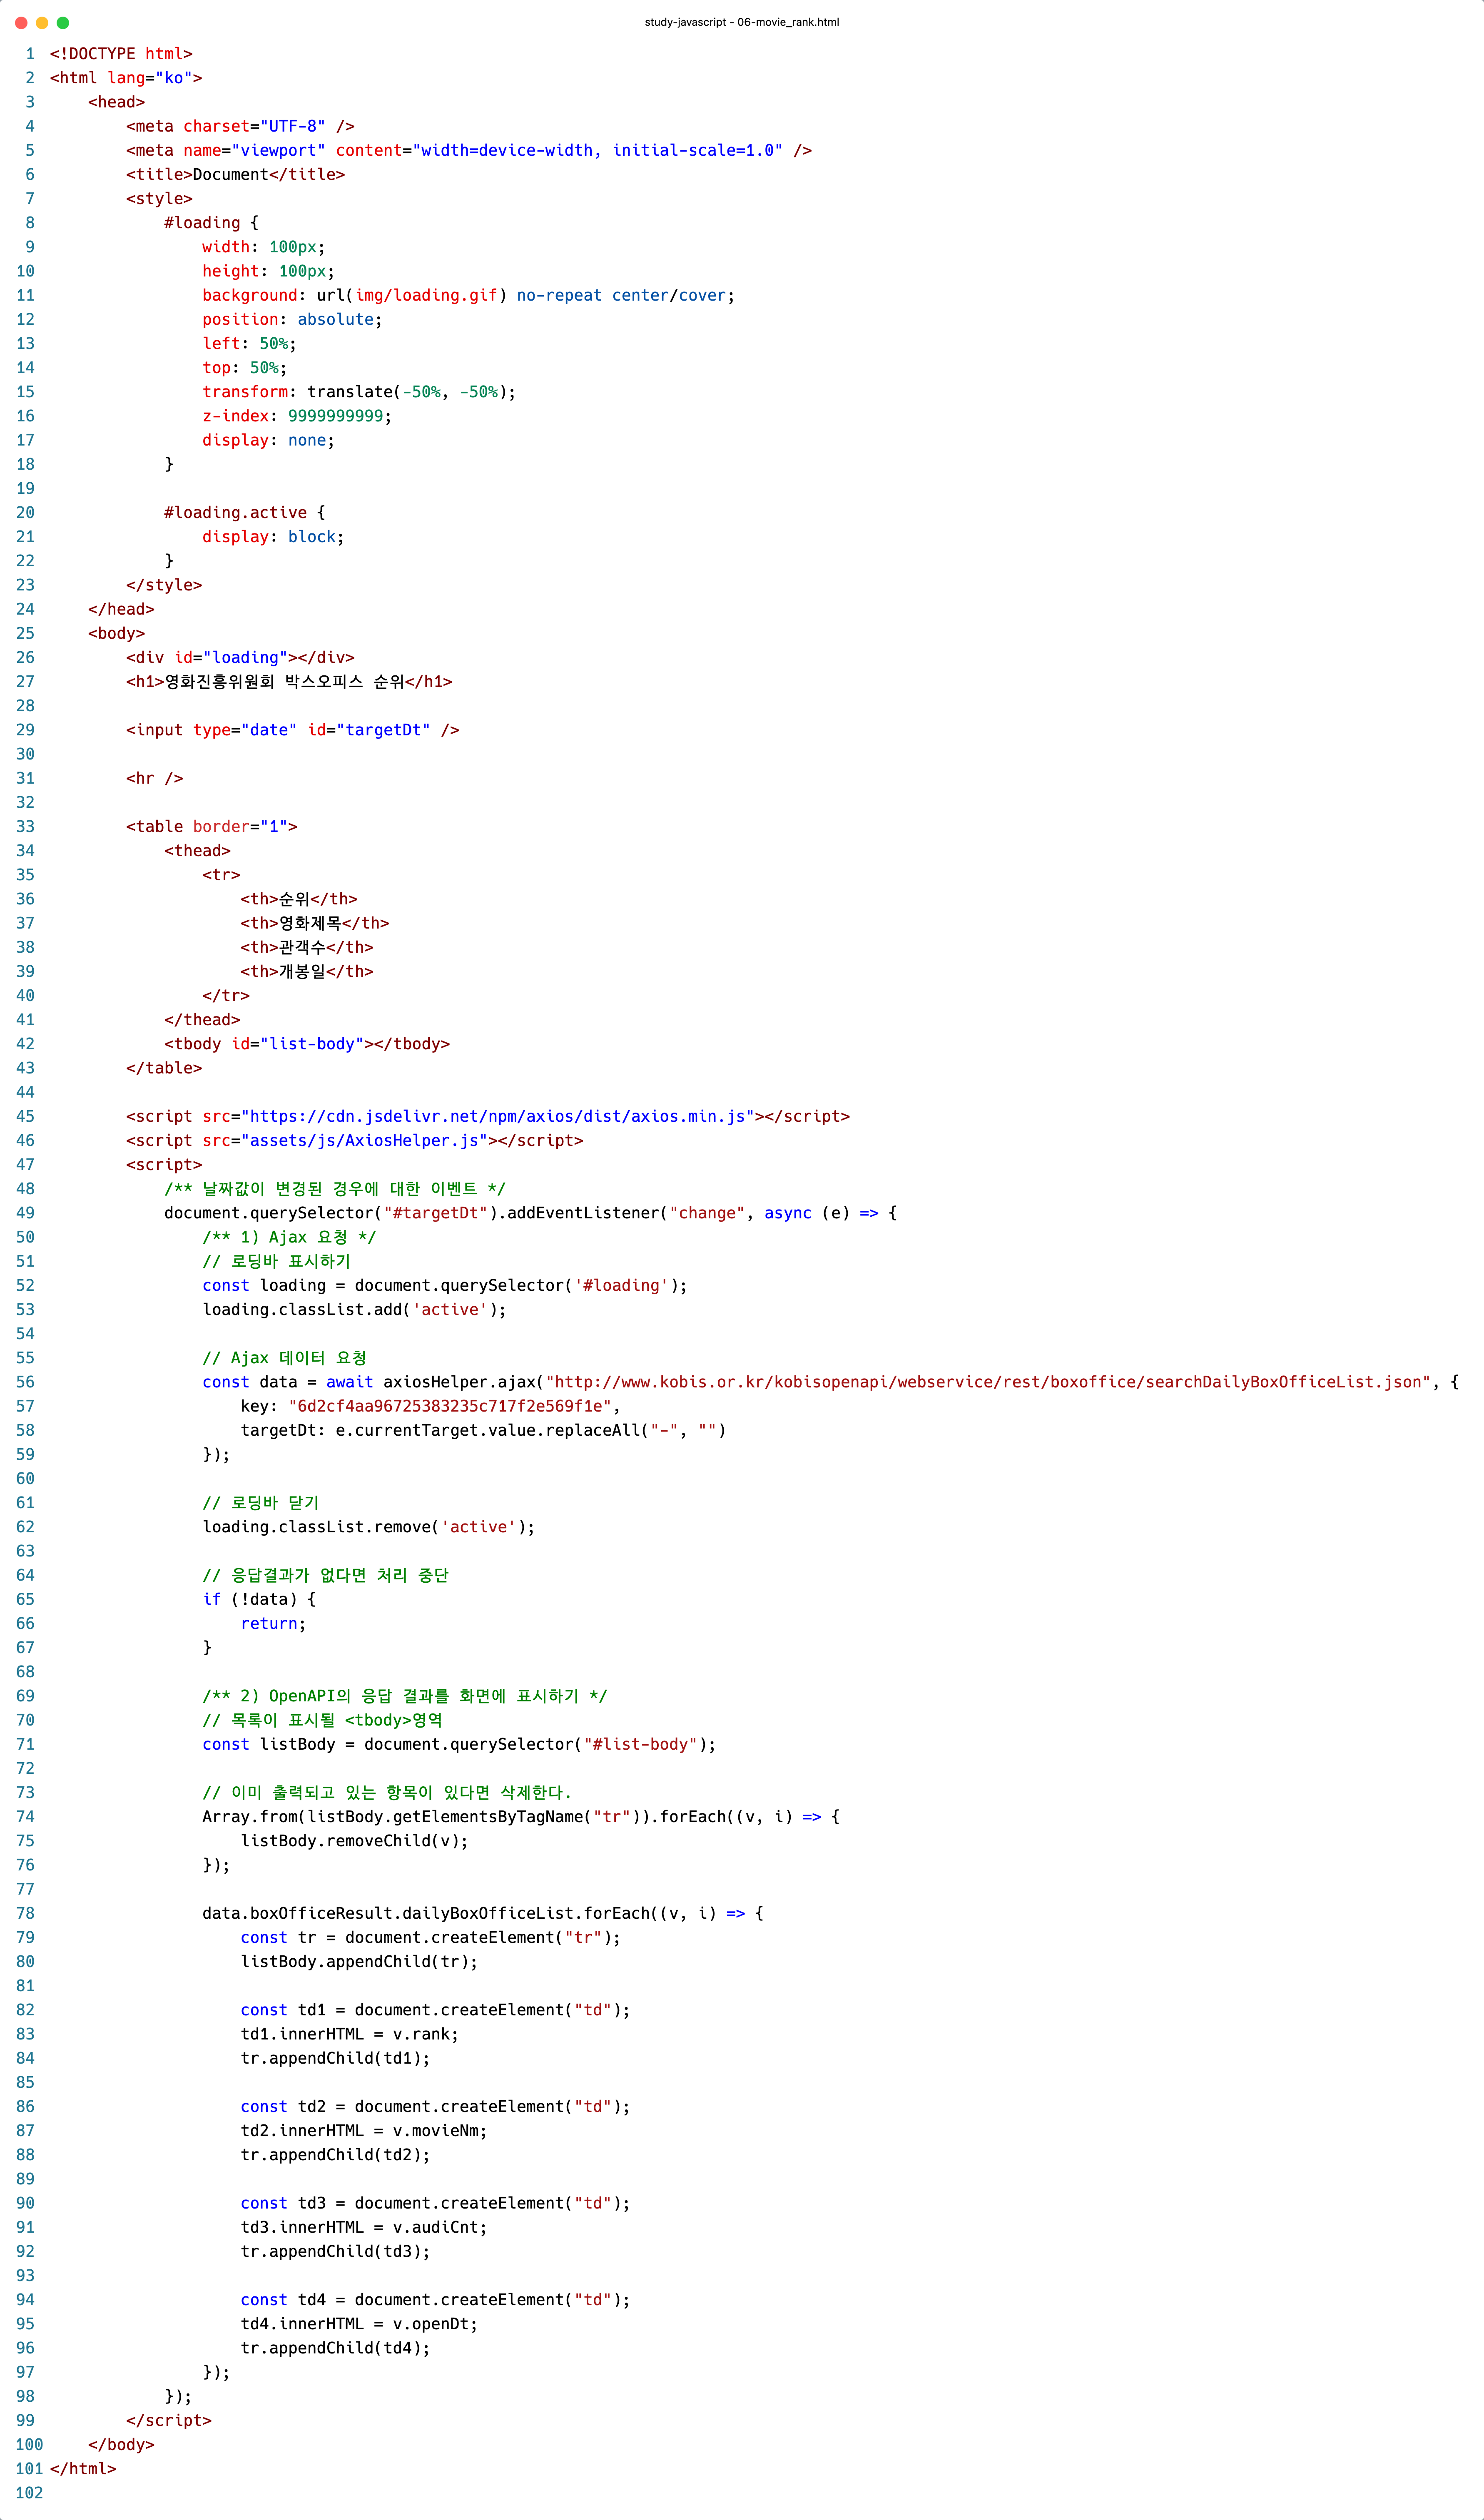 study-javascript - 06-movie_rank.html
1 <!DOCTYPE html>
2 <html lang="ko">
3     <head>
4         <meta charset="UTF-8" />
5         <meta name="viewport" content="width=device-width, initial-scale=1.0" />
6         <title>Document</title>
7         <style>
8             #loading {
9                 width: 100px;
10                 height: 100px;
11                 background: url(img/loading.gif) no-repeat center/cover;
12                 position: absolute;
13                 left: 50%;
14                 top: 50%;
15                 transform: translate(-50%, -50%);
16                 z-index: 9999999999;
17                 display: none;
18             }
19
20             #loading.active {
21                 display: block;
22             }
23         </style>
24     </head>
25     <body>
26         <div id="loading"></div>
27         <h1>영화진흥위원회 박스오피스 순위</h1>
28
29         <input type="date" id="targetDt" />
30
31         <hr />
32
33         <table border="1">
34             <thead>
35                 <tr>
36                     <th>순위</th>
37                     <th>영화제목</th>
38                     <th>관객수</th>
39                     <th>개봉일</th>
40                 </tr>
41             </thead>
42             <tbody id="list-body"></tbody>
43         </table>
44
45         <script src="https://cdn.jsdelivr.net/npm/axios/dist/axios.min.js"></script>
46         <script src="assets/js/AxiosHelper.js"></script>
47         <script>
48             /** 날짜값이 변경된 경우에 대한 이벤트 */
49             document.querySelector("#targetDt").addEventListener("change", async (e) => {
50                 /** 1) Ajax 요청 */
51                 // 로딩바 표시하기
52                 const loading = document.querySelector('#loading');
53                 loading.classList.add('active');
54
55                 // Ajax 데이터 요청
56                 const data = await axiosHelper.ajax("http://www.kobis.or.kr/kobisopenapi/webservice/rest/boxoffice/searchDailyBoxOfficeList.json", {
57                     key: "6d2cf4aa96725383235c717f2e569f1e",
58                     targetDt: e.currentTarget.value.replaceAll("-", "")
59                 });
60
61                 // 로딩바 닫기
62                 loading.classList.remove('active');
63
64                 // 응답결과가 없다면 처리 중단
65                 if (!data) {
66                     return;
67                 }
68
69                 /** 2) OpenAPI의 응답 결과를 화면에 표시하기 */
70                 // 목록이 표시될 <tbody>영역
71                 const listBody = document.querySelector("#list-body");
72
73                 // 이미 출력되고 있는 항목이 있다면 삭제한다.
74                 Array.from(listBody.getElementsByTagName("tr")).forEach((v, i) => {
75                     listBody.removeChild(v);
76                 });
77
78                 data.boxOfficeResult.dailyBoxOfficeList.forEach((v, i) => {
79                     const tr = document.createElement("tr");
80                     listBody.appendChild(tr);
81
82                     const td1 = document.createElement("td");
83                     td1.innerHTML = v.rank;
84                     tr.appendChild(td1);
85
86                     const td2 = document.createElement("td");
87                     td2.innerHTML = v.movieNm;
88                     tr.appendChild(td2);
89
90                     const td3 = document.createElement("td");
91                     td3.innerHTML = v.audiCnt;
92                     tr.appendChild(td3);
93
94                     const td4 = document.createElement("td");
95                     td4.innerHTML = v.openDt;
96                     tr.appendChild(td4);
97                 });
98             });
99         </script>
100     </body>
101 </html>
102